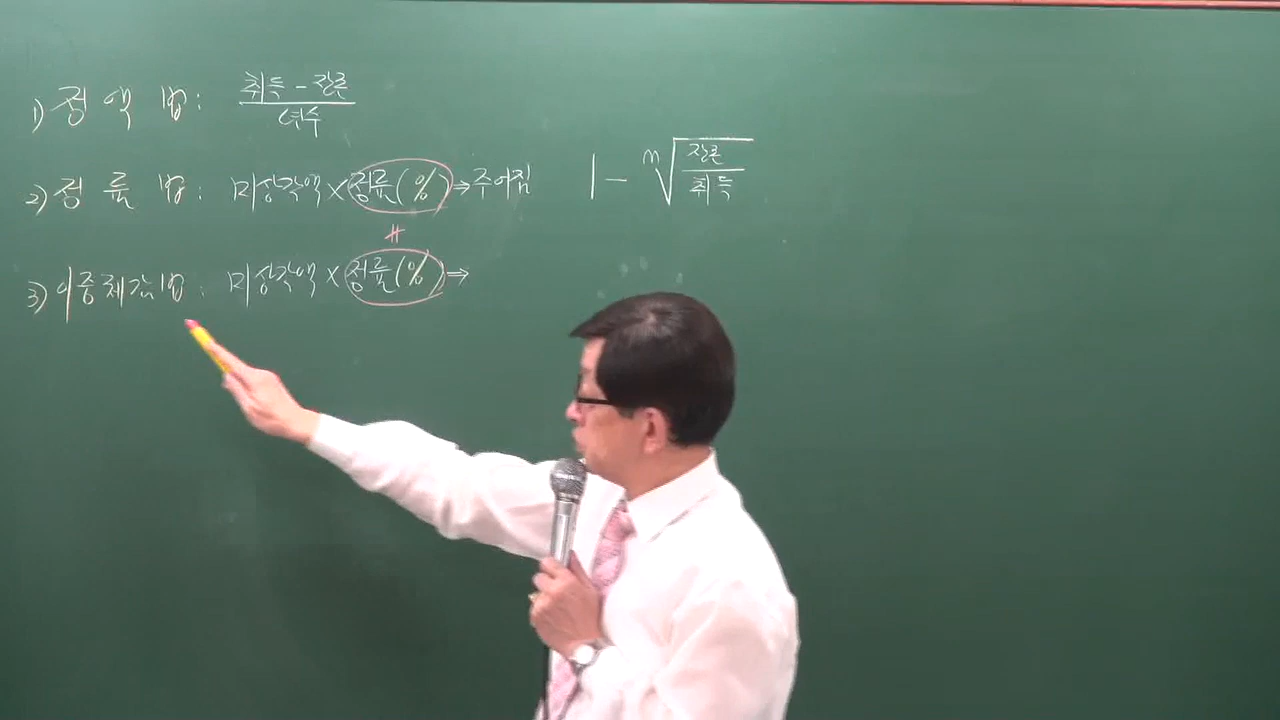 1) 정액법 : 취득 - 잔존 / 년수
2) 정률법 : 미상각액 × 정률(%) → 주어짐 1 - ⁿ√잔존/취득
#
3) 이중체감법 : 미상각액 × 정률(%) →